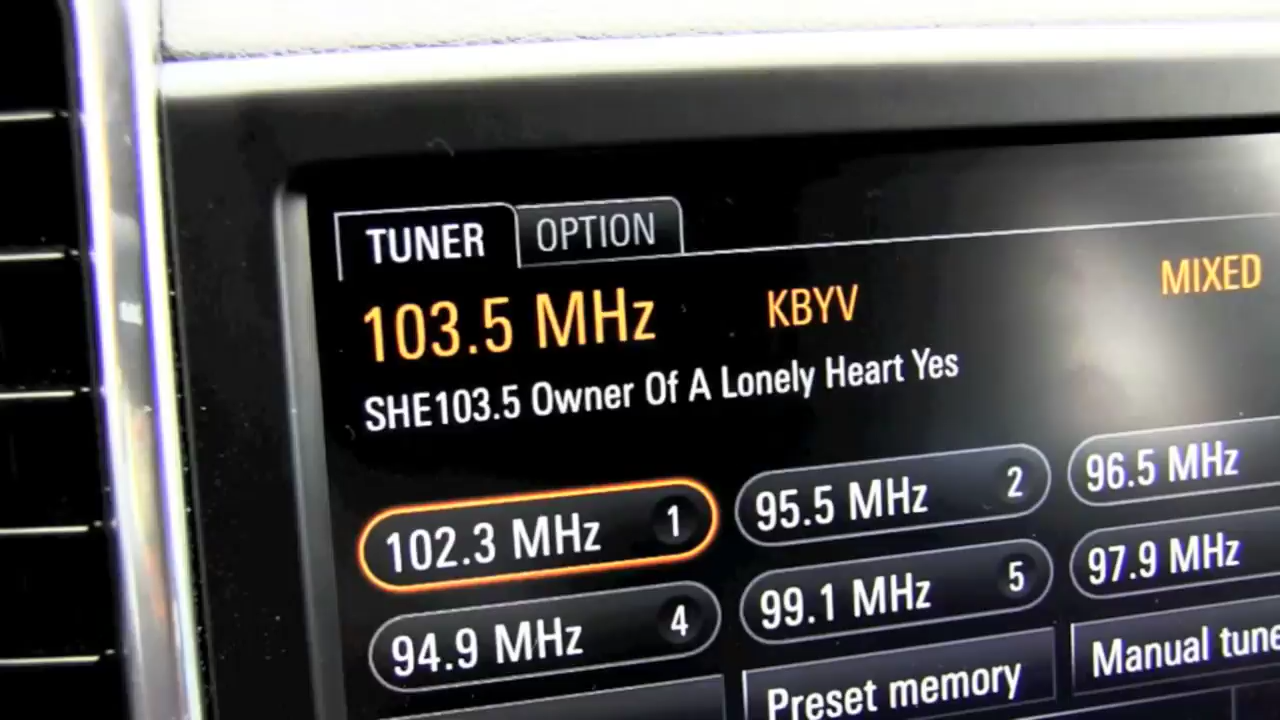 TUNER OPTION
103.5 MHz KBYV MIXED
SHE103.5 Owner Of A Lonely Heart Yes
102.3 MHz 1 95.5 MHz 2 96.5 MHz
94.9 MHz 4 99.1 MHz 5 97.9 MHz
Preset memory Manual tune